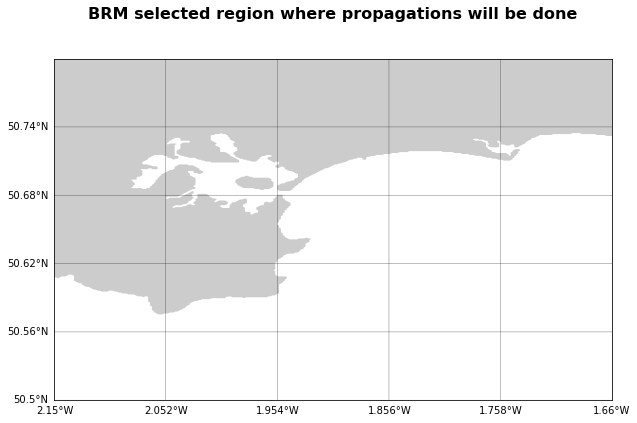 BRM selected region where propagations will be done
50.74°N
50.68°N
50.62°N
50.56°N
50.5°N
2.15°W 2.052°W 1.954°W 1.856°W 1.758°W 1.66°W